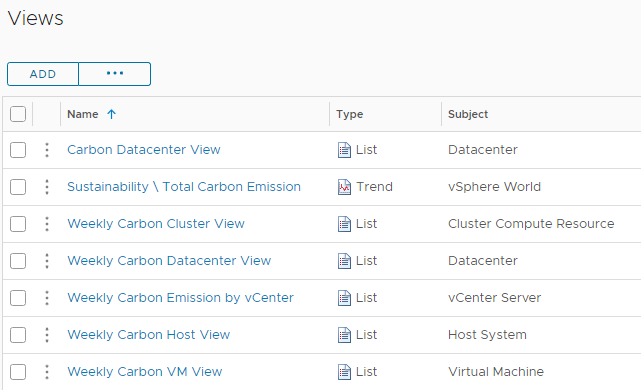 Views
ADD
Name Type Subject
Carbon Datacenter View List Datacenter
Sustainability \ Total Carbon Emission Trend vSphere World
Weekly Carbon Cluster View List Cluster Compute Resource
Weekly Carbon Datacenter View List Datacenter
Weekly Carbon Emission by vCenter List vCenter Server
Weekly Carbon Host View List Host System
Weekly Carbon VM View List Virtual Machine